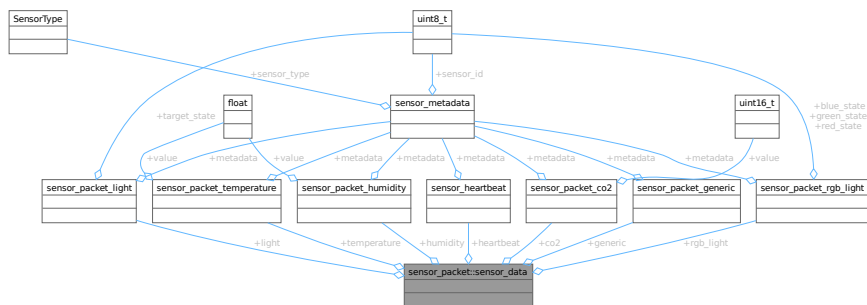 SensorType
uint8_t
+sensor_type
+sensor_id
float
sensor_metadata
uint16_t
+target_state
+blue_state
+green_state
+red_state
+value
+metadata
+metadata
+value
+metadata
+metadata
+metadata
+metadata
+value
+metadata
sensor_packet_light
sensor_packet_temperature
sensor_packet_humidity
sensor_heartbeat
sensor_packet_co2
sensor_packet_generic
sensor_packet_rgb_light
+light
+temperature
+humidity
+heartbeat
+co2
+generic
+rgb_light
sensor_packet::sensor_data